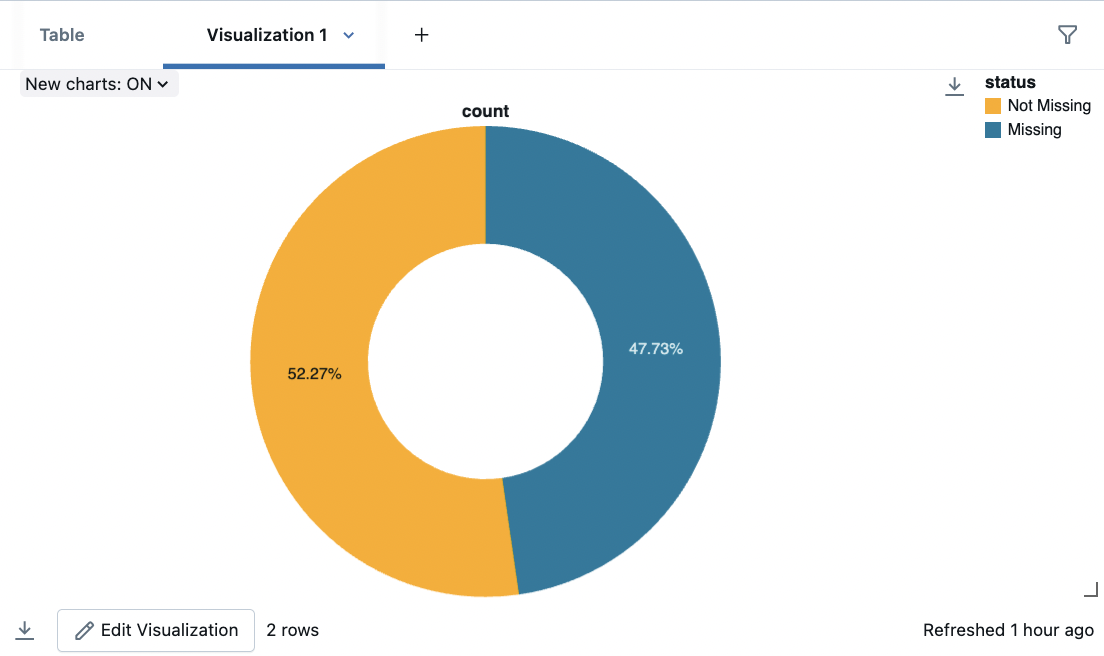 Table
Visualization 1
+
New charts: ON
status
Not Missing
Missing
count
47.73%
52.27%
Edit Visualization
2 rows
Refreshed 1 hour ago